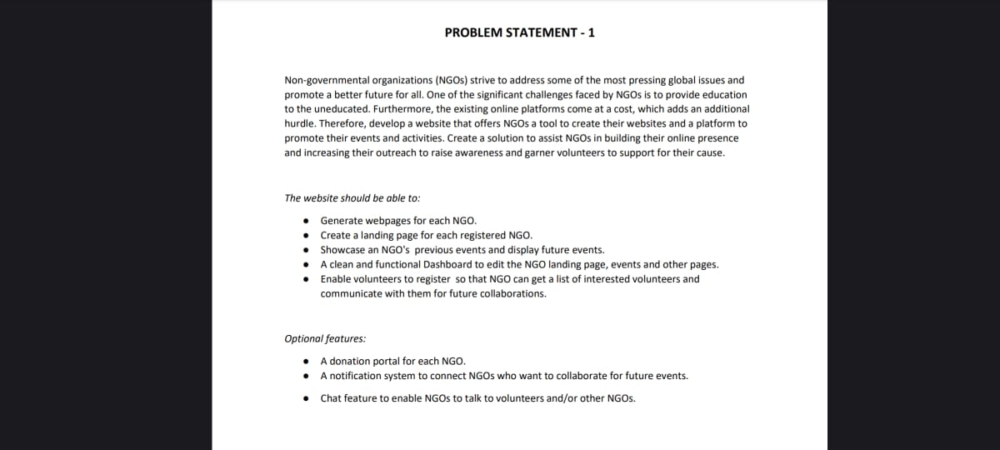 PROBLEM STATEMENT - 1
Non-governmental organizations (NGOs) strive to address some of the most pressing global issues and
promote a better future for all. One of the significant challenges faced by NGOs is to provide education
to the uneducated. Furthermore, the existing online platforms come at a cost, which adds an additional
hurdle. Therefore, develop a website that offers NGOs a tool to create their websites and a platform to
promote their events and activities. Create a solution to assist NGOs in building their online presence
and increasing their outreach to raise awareness and garner volunteers to support for their cause.
The website should be able to:
● Generate webpages for each NGO.
● Create a landing page for each registered NGO.
● Showcase an NGO's previous events and display future events.
● A clean and functional Dashboard to edit the NGO landing page, events and other pages.
● Enable volunteers to register so that NGO can get a list of interested volunteers and
communicate with them for future collaborations.
Optional features:
● A donation portal for each NGO.
● A notification system to connect NGOs who want to collaborate for future events.
● Chat feature to enable NGOs to talk to volunteers and/or other NGOs.